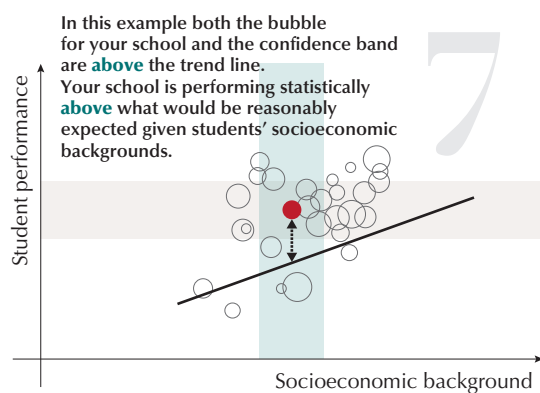 In this example both the bubble
for your school and the confidence band
are above the trend line.
Your school is performing statistically
above what would be reasonably
expected given students’ socioeconomic
backgrounds.
7
Student performance
Socioeconomic background